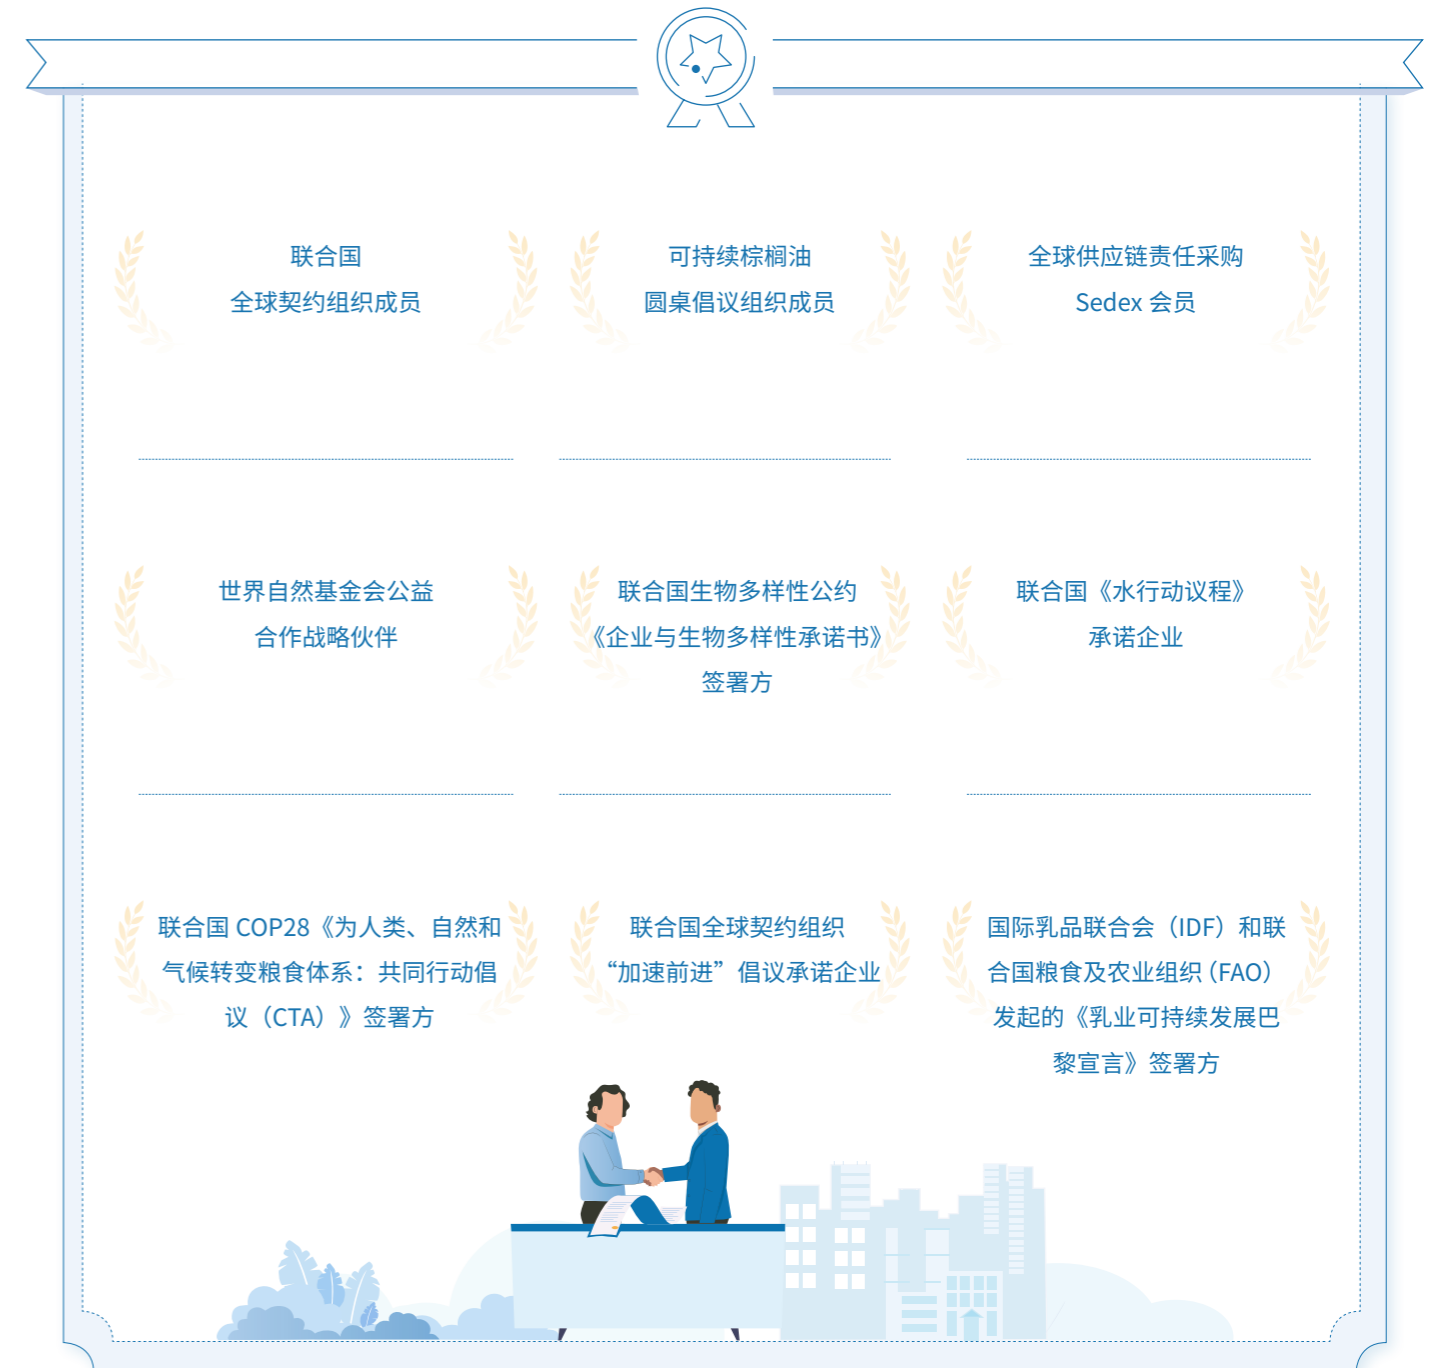 联合国
全球契约组织成员
可持续棕榈油
圆桌倡议组织成员
全球供应链责任采购
Sedex 会员
世界自然基金会公益
合作战略伙伴
联合国生物多样性公约
《企业与生物多样性承诺书》
签署方
联合国《水行动议程》
承诺企业
联合国 COP28《为人类、自然和
气候转变粮食体系：共同行动倡
议（CTA）》签署方
联合国全球契约组织
“加速前进”倡议承诺企业
国际乳品联合会（IDF）和联
合国粮食及农业组织（FAO）
发起的《乳业可持续发展巴
黎宣言》签署方